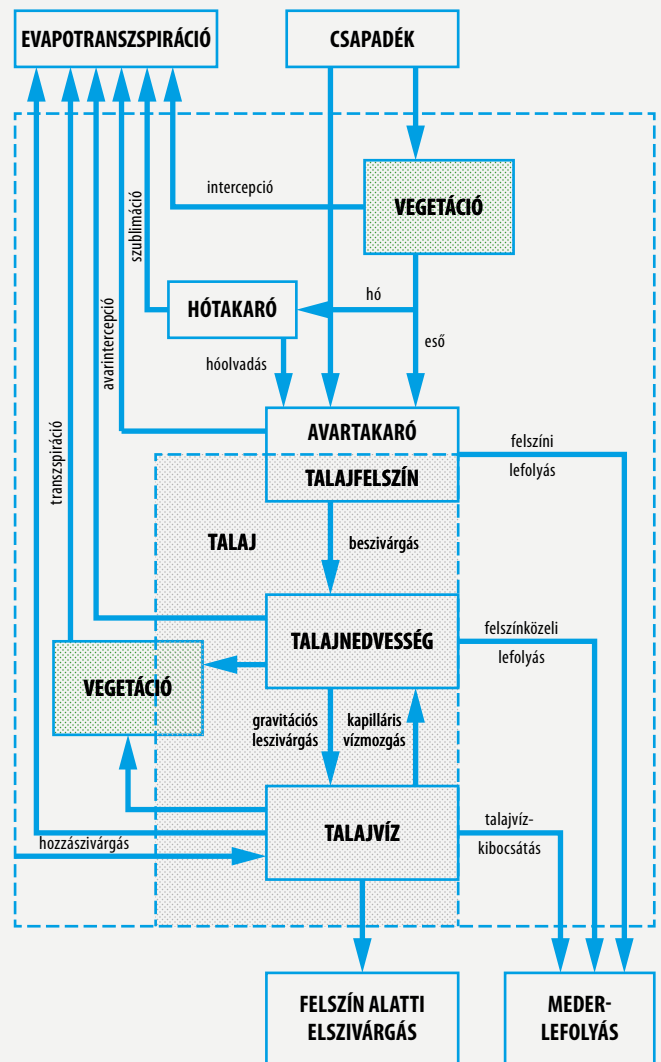 EVAPOTRANSZSPIRÁCIÓ
CSAPADÉK
intercepció
VEGETÁCIÓ
szublimáció
HÓTAKARÓ
hó
hóolvadás
eső
avarintercepció
AVARTAKARÓ
felszíni
lefolyás
TALAJFELSZÍN
transzspiráció
TALAJ
beszivárgás
TALAJNEDVESSÉG
felszínközeli
lefolyás
VEGETÁCIÓ
gravitációs
leszivárgás
kapilláris
vízmozgás
TALAJVÍZ
talajvíz-
kibocsátás
hozzászivárgás
FELSZÍN ALATTI
ELSZIVÁRGÁS
MEDER-
LEFOLYÁS